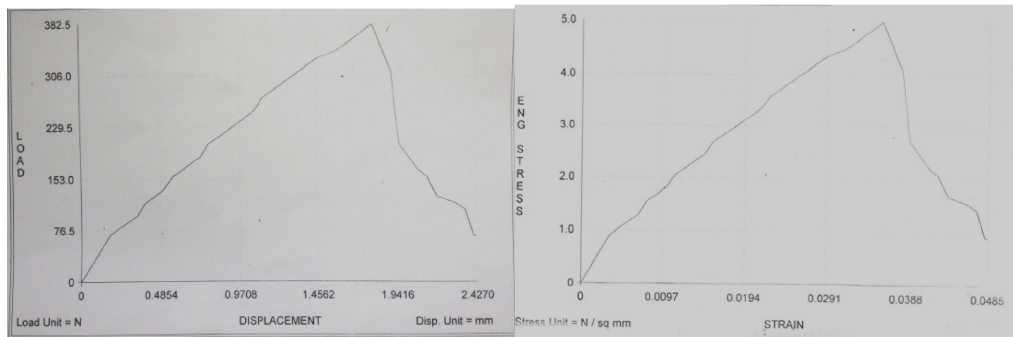 382.5
306.0
229.5
153.0
76.5
0
LOAD
0 0.4854 0.9708 1.4562 1.9416 2.4270
Load Unit = N DISPLACEMENT Disp. Unit = mm
5.0
4.0
3.0
2.0
1.0
0
ENG STRESS
0 0.0097 0.0194 0.0291 0.0388 0.0485
Stress Unit = N / sq mm STRAIN